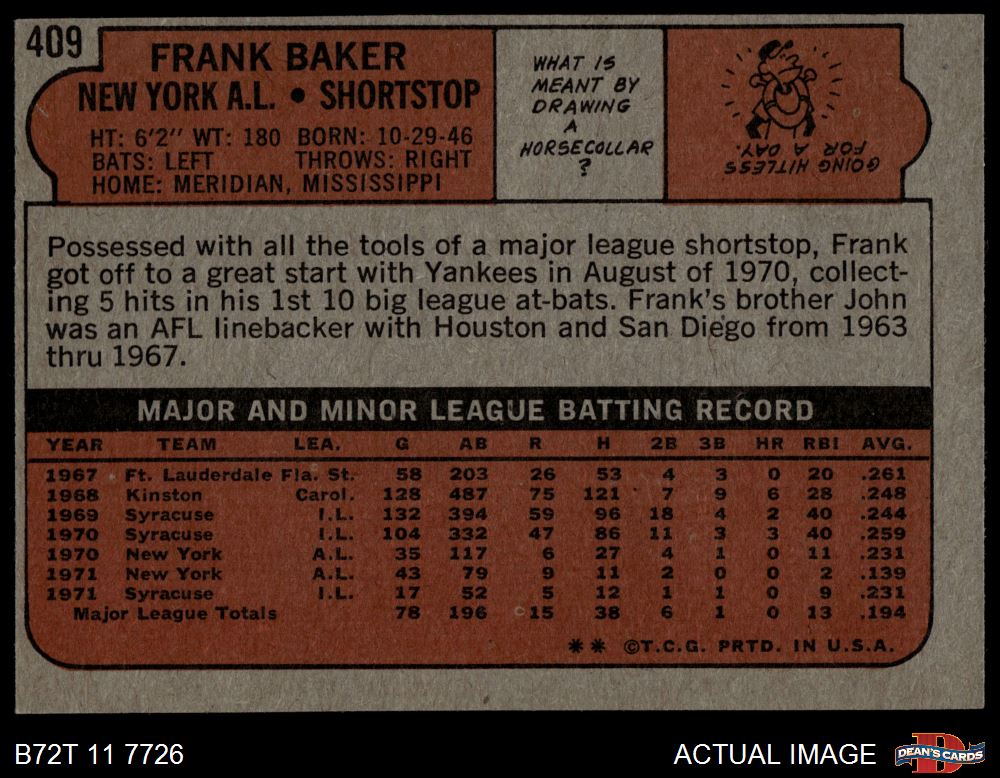 409
FRANK BAKER
NEW YORK A.L. • SHORTSTOP
HT: 6'2" WT: 180 BORN: 10-29-46
BATS: LEFT THROWS: RIGHT
HOME: MERIDIAN, MISSISSIPPI
WHAT IS
MEANT BY
DRAWING
A
HORSECOLLAR
?
GOING HITLESS
FOR A DAY.
Possessed with all the tools of a major league shortstop, Frank
got off to a great start with Yankees in August of 1970, collect-
ing 5 hits in his 1st 10 big league at-bats. Frank's brother John
was an AFL linebacker with Houston and San Diego from 1963
thru 1967.
MAJOR AND MINOR LEAGUE BATTING RECORD
YEAR TEAM LEA. G AB R H 2B 3B HR RBI AVG.
1967 Ft. Lauderdale Fla. St. 58 203 26 53 4 3 0 20 .261
1968 Kinston Carol. 128 487 75 121 7 9 6 28 .248
1969 Syracuse I.L. 132 394 59 96 18 4 2 40 .244
1970 Syracuse I.L. 104 332 47 86 11 3 3 40 .259
1970 New York A.L. 35 117 6 27 4 1 0 11 .231
1971 New York A.L. 43 79 9 11 2 0 0 2 .139
1971 Syracuse I.L. 17 52 5 12 1 1 0 9 .231
Major League Totals 78 196 15 38 6 1 0 13 .194
** ©T.C.G. PRTD. IN U.S.A.
B72T 11 7726
ACTUAL IMAGE
DEAN'S CARDS